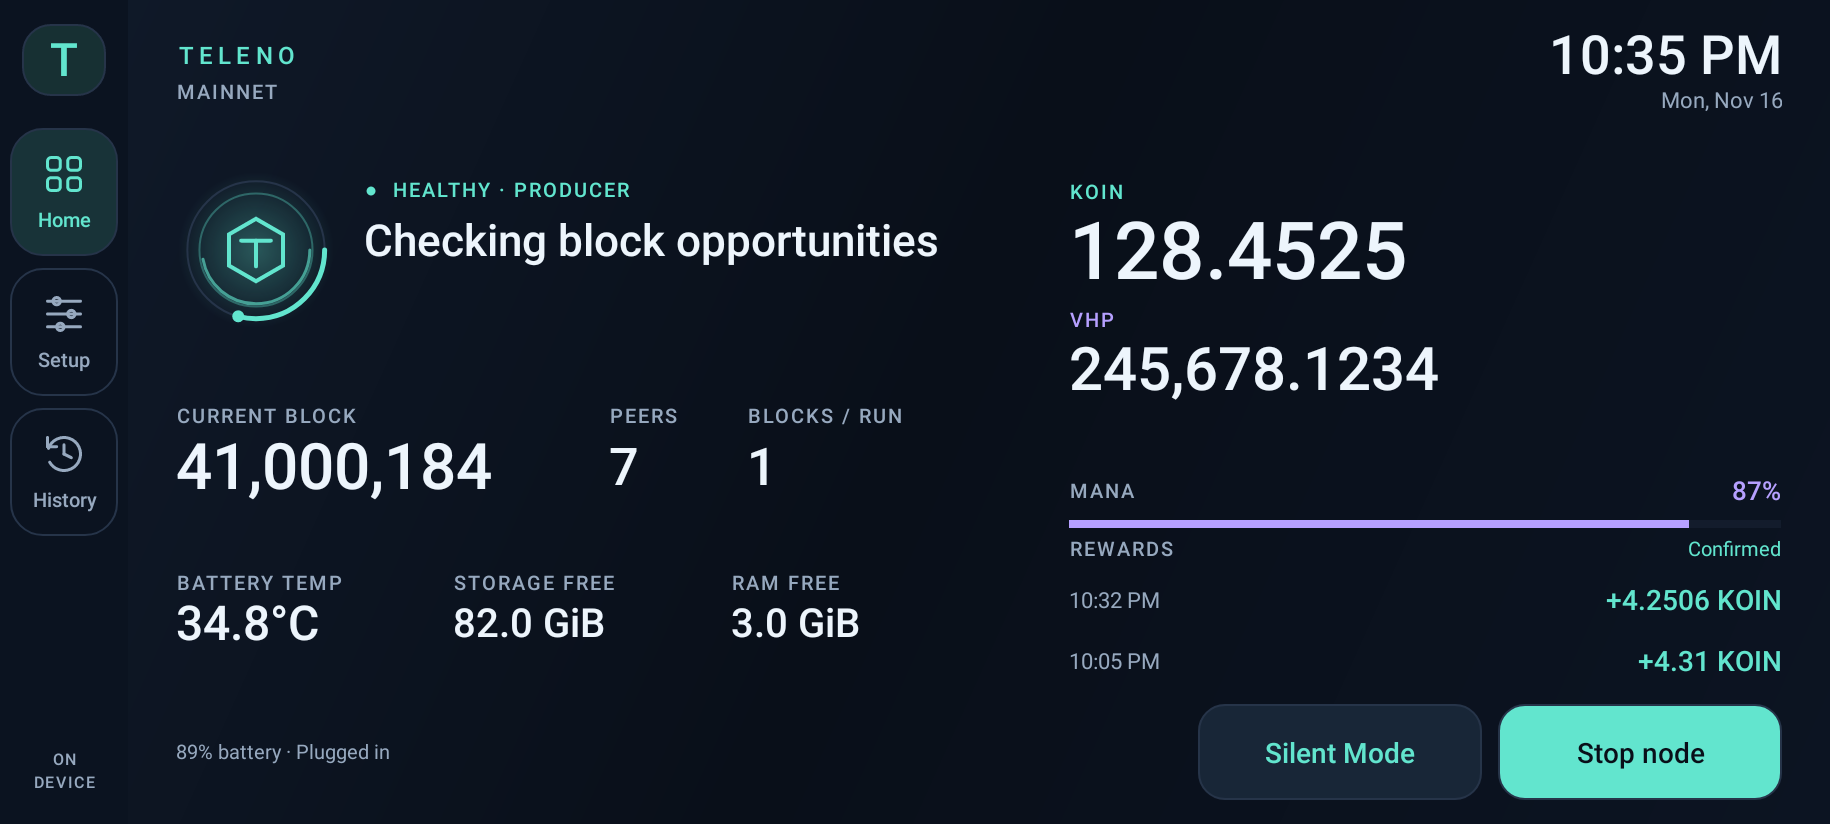 T
Home
Setup
History
ON
DEVICE
TELENO
MAINNET
10:35 PM
Mon, Nov 16
T
HEALTHY · PRODUCER
Checking block opportunities
CURRENT BLOCK
41,000,184
PEERS
7
BLOCKS / RUN
1
BATTERY TEMP
34.8°C
STORAGE FREE
82.0 GiB
RAM FREE
3.0 GiB
89% battery · Plugged in
KOIN
128.4525
VHP
245,678.1234
MANA 87%
REWARDS Confirmed
10:32 PM +4.2506 KOIN
10:05 PM +4.31 KOIN
Silent Mode
Stop node